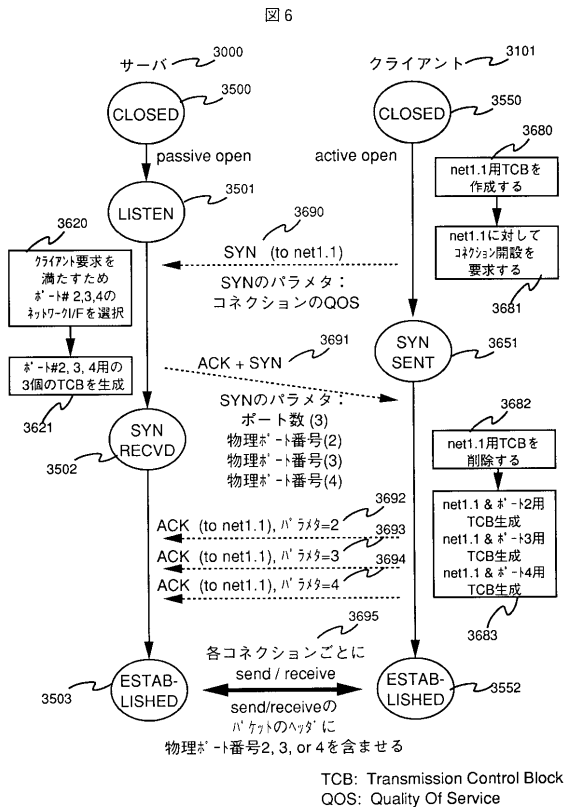 図6
サーバ 3000
クライアント 3101
3500
CLOSED
3550
CLOSED
passive open
active open
3680
net1.1用TCBを
作成する
3501
LISTEN
3620
クライアント要求を
満たすため
ポート# 2,3,4の
ネットワークI/Fを選択
3690
SYN (to net1.1)
SYNのパラメタ：
コネクションのQOS
net1.1に対して
コネクション開設を
要求する
3681
SYN
SENT
3651
ポート#2, 3, 4用の
3個のTCBを生成
3621
ACK + SYN
3691
SYNのパラメタ：
ポート数(3)
物理ポート番号(2)
物理ポート番号(3)
物理ポート番号(4)
SYN
RECVD
3502
3682
net1.1用TCBを
削除する
net1.1 & ポート2用
TCB生成
net1.1 & ポート3用
TCB生成
net1.1 & ポート4用
TCB生成
3683
3692
ACK (to net1.1), パラメタ=2
3693
ACK (to net1.1), パラメタ=3
3694
ACK (to net1.1), パラメタ=4
3695
各コネクションごとに
send / receive
ESTAB-
LISHED
3503
ESTAB-
LISHED
3552
send/receiveの
パケットのヘッダに
物理ポート番号2, 3, or 4を含ませる
TCB: Transmission Control Block
QOS: Quality Of Service